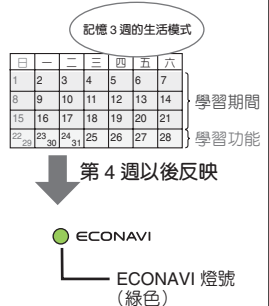 記憶 3 週的生活模式
日 一 二 三 四 五 六
1 2 3 4 5 6 7
8 9 10 11 12 13 14
學習期間
15 16 17 18 19 20 21
22 29 23 30 24 31 25 26 27 28
學習功能
第 4 週以後反映
ECONAVI
ECONAVI 燈號
(綠色)